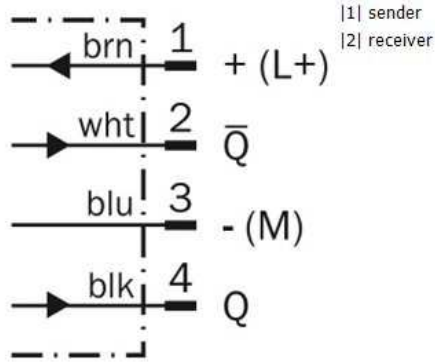 |1| sender
|2| receiver
brn 1 + (L+)
wht 2 Q̅
blu 3 - (M)
blk 4 Q